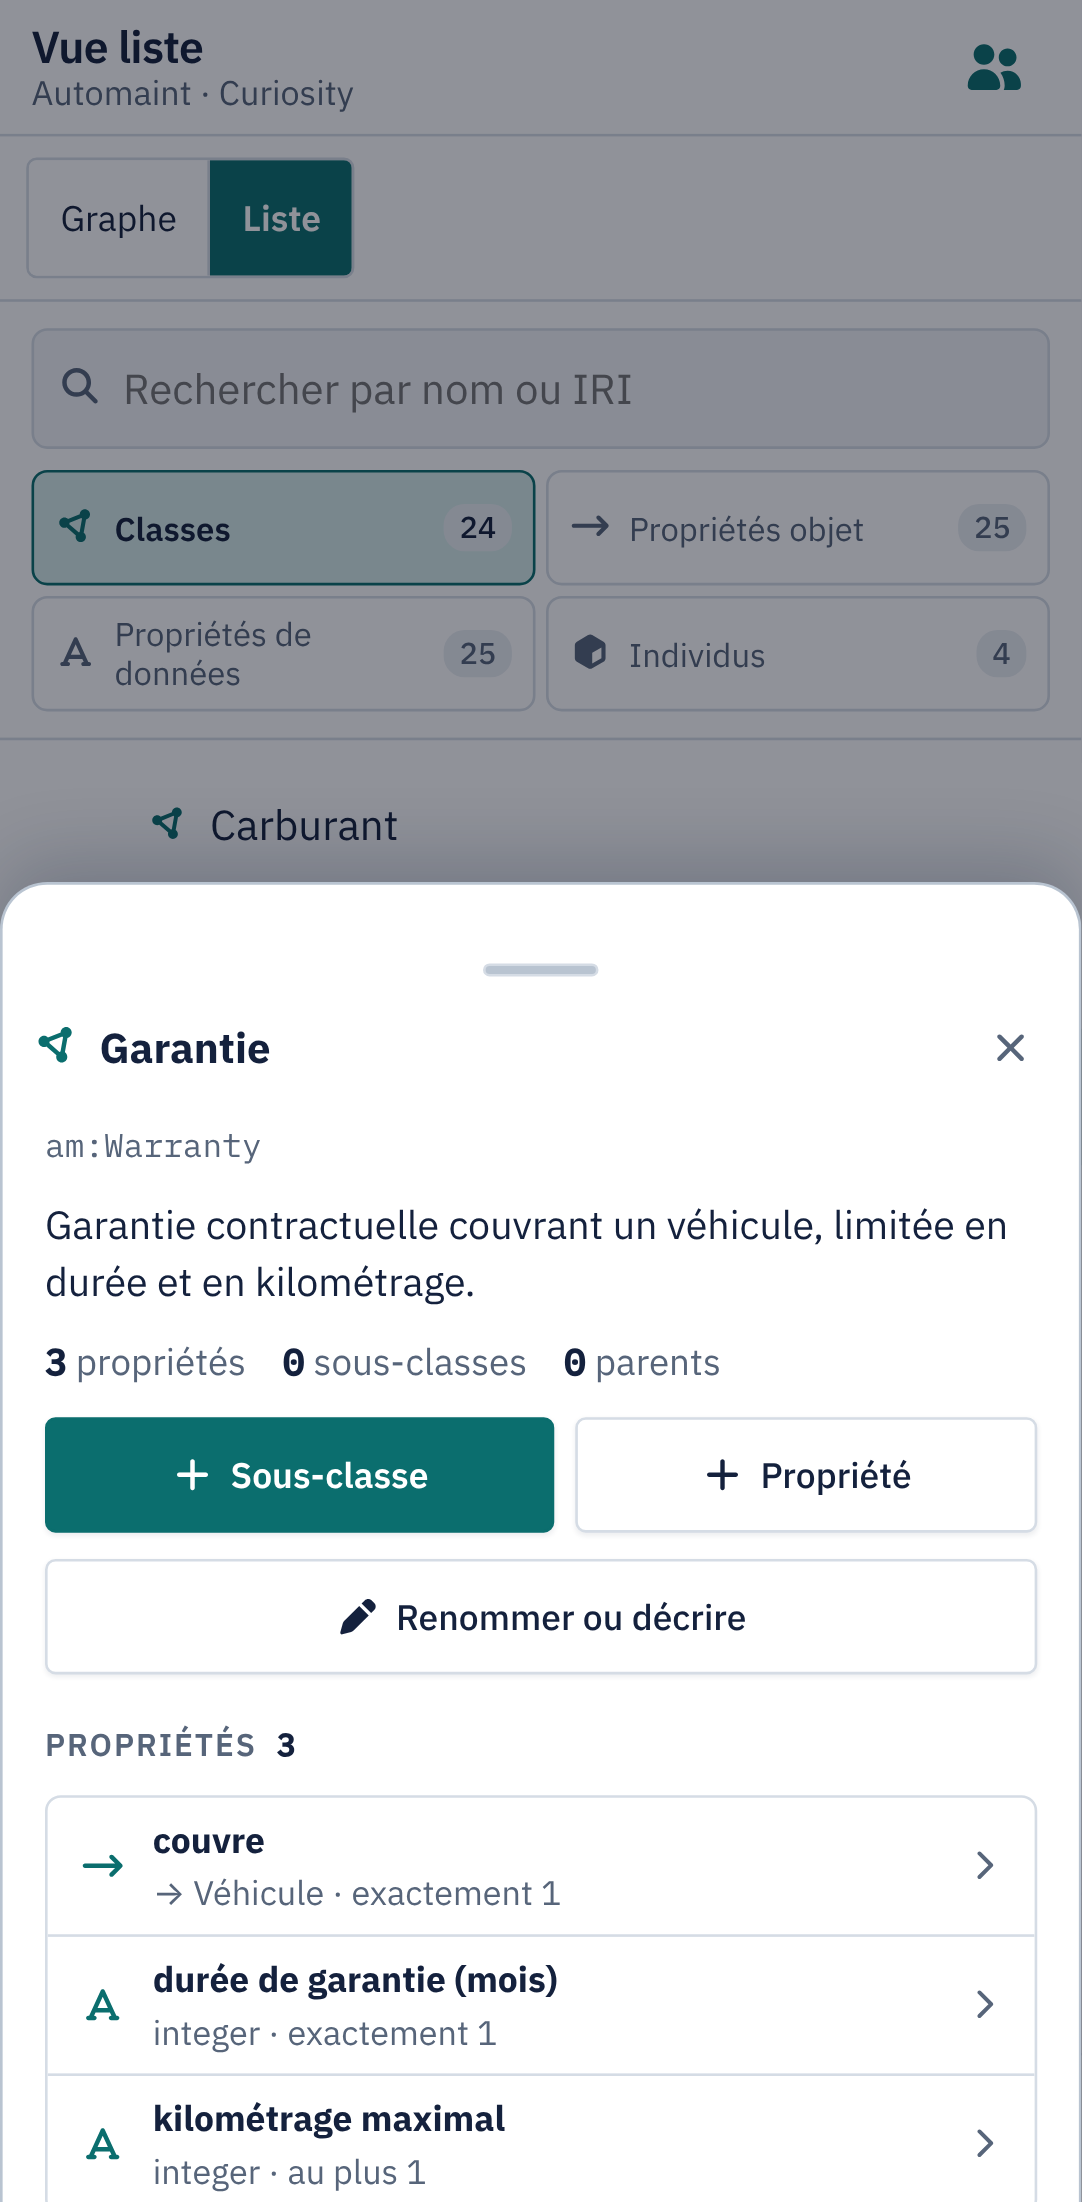 Vue liste
Automaint · Curiosity
Graphe
Liste
Rechercher par nom ou IRI
Classes 24
Propriétés objet 25
Propriétés de
données 25
Individus 4
Carburant
Garantie
am:Warranty
Garantie contractuelle couvrant un véhicule, limitée en
durée et en kilométrage.
3 propriétés 0 sous-classes 0 parents
+ Sous-classe
+ Propriété
Renommer ou décrire
PROPRIÉTÉS 3
couvre
→ Véhicule · exactement 1
durée de garantie (mois)
integer · exactement 1
kilométrage maximal
integer · au plus 1